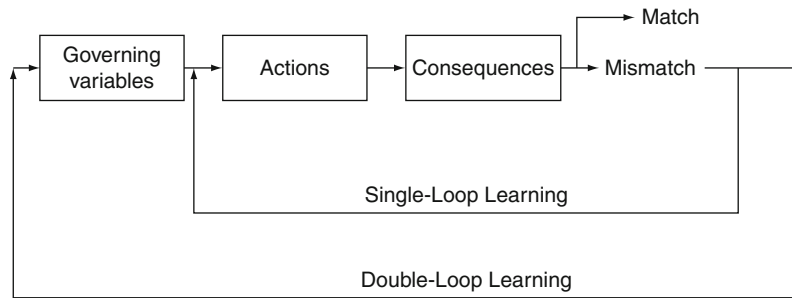 Match
Governing
variables
Actions
Consequences
Mismatch
Single-Loop Learning
Double-Loop Learning